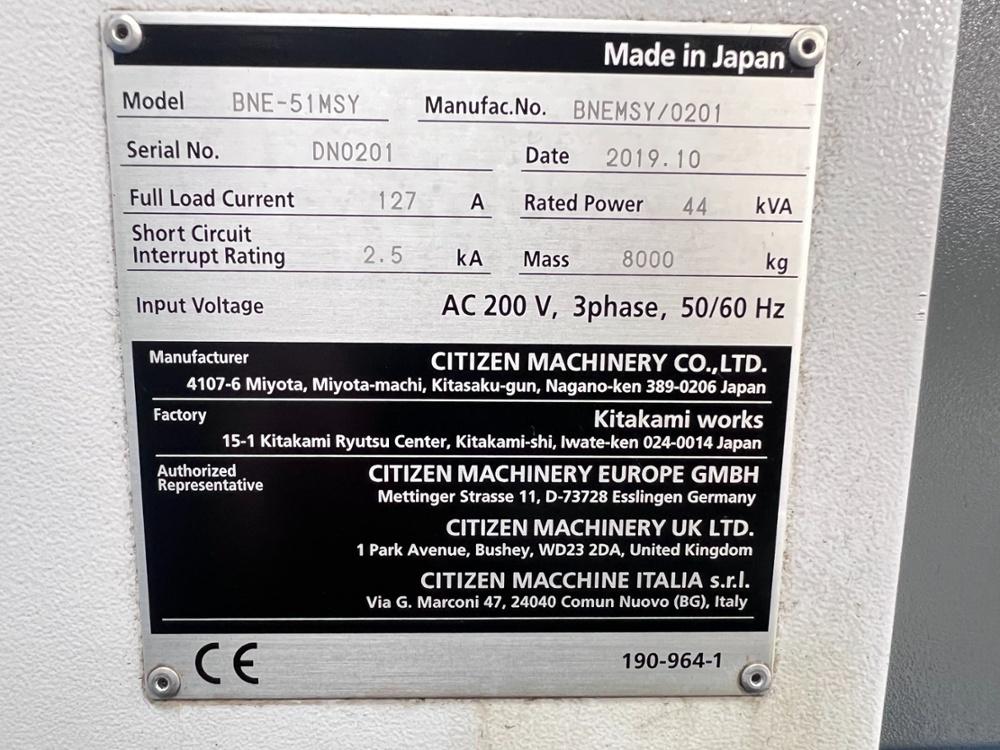 Made in Japan
Model BNE-51MSY Manufac.No. BNEMSY/0201
Serial No. DN0201 Date 2019.10
Full Load Current 127 A Rated Power 44 kVA
Short Circuit
Interrupt Rating 2.5 kA Mass 8000 kg
Input Voltage AC 200 V, 3phase, 50/60 Hz
Manufacturer CITIZEN MACHINERY CO.,LTD.
4107-6 Miyota, Miyota-machi, Kitasaku-gun, Nagano-ken 389-0206 Japan
Factory Kitakami works
15-1 Kitakami Ryutsu Center, Kitakami-shi, Iwate-ken 024-0014 Japan
Authorized
Representative CITIZEN MACHINERY EUROPE GMBH
Mettinger Strasse 11, D-73728 Esslingen Germany
CITIZEN MACHINERY UK LTD.
1 Park Avenue, Bushey, WD23 2DA, United Kingdom
CITIZEN MACCHINE ITALIA s.r.l.
Via G. Marconi 47, 24040 Comun Nuovo (BG), Italy
CE 190-964-1